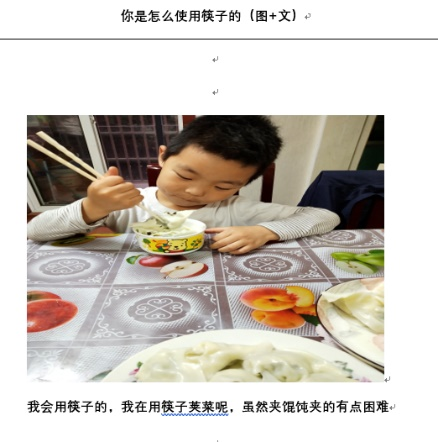 你是怎么使用筷子的（图+文）
我会用筷子的，我在用筷子荚菜呢，虽然夹馄饨夹的有点困难